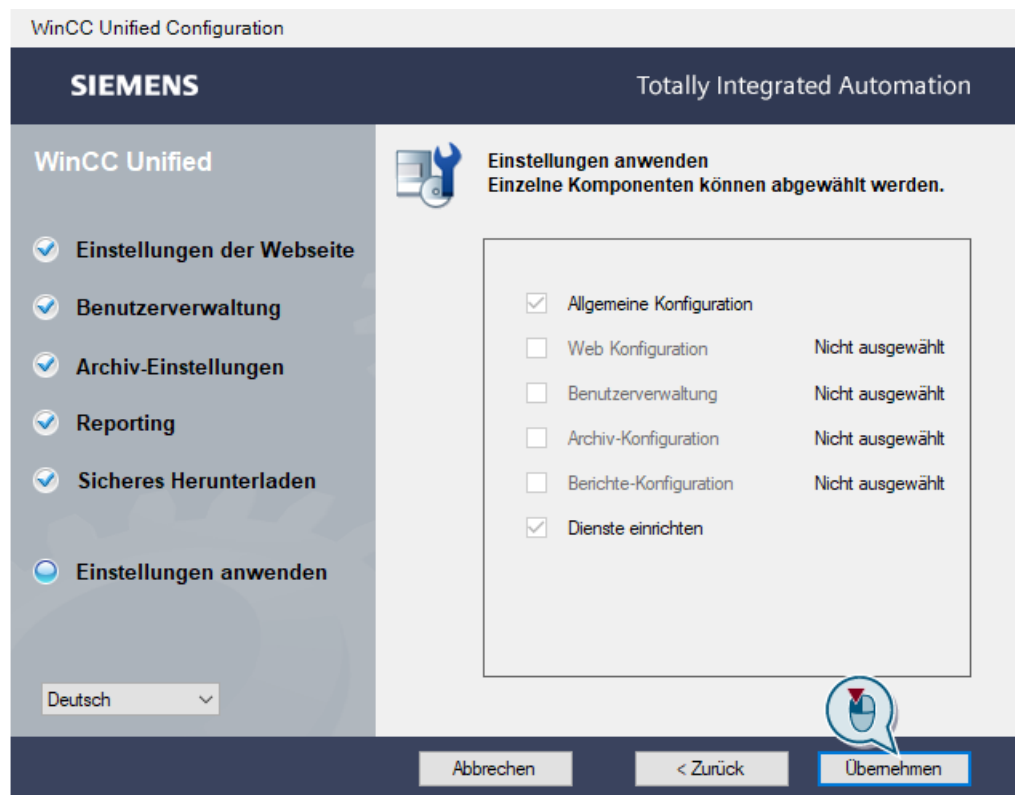 WinCC Unified Configuration
SIEMENS
Totally Integrated Automation
WinCC Unified
Einstellungen der Webseite
Benutzerverwaltung
Archiv-Einstellungen
Reporting
Sicheres Herunterladen
Einstellungen anwenden
Deutsch
Einstellungen anwenden
Einzelne Komponenten können abgewählt werden.
Allgemeine Konfiguration
Web Konfiguration Nicht ausgewählt
Benutzerverwaltung Nicht ausgewählt
Archiv-Konfiguration Nicht ausgewählt
Berichte-Konfiguration Nicht ausgewählt
Dienste einrichten
Abbrechen
< Zurück
Übernehmen